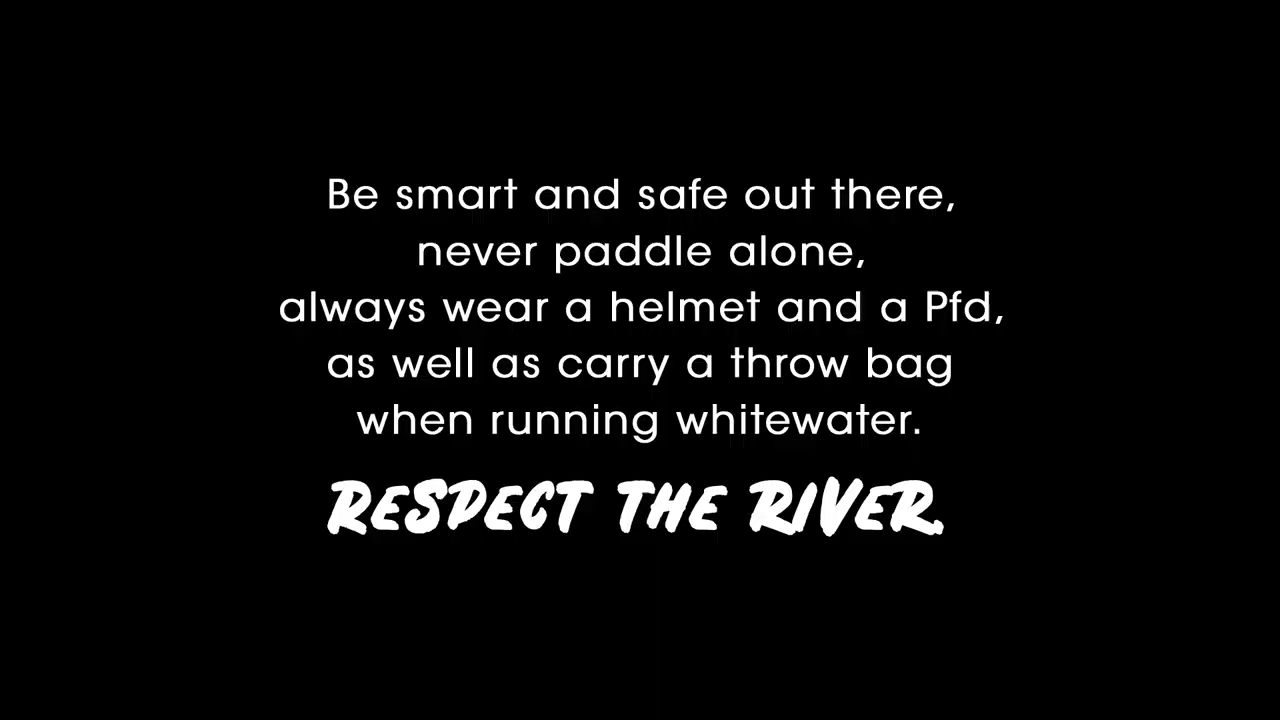 Be smart and safe out there,
never paddle alone,
always wear a helmet and a Pfd,
as well as carry a throw bag
when running whitewater.
RESPECT THE RIVER.